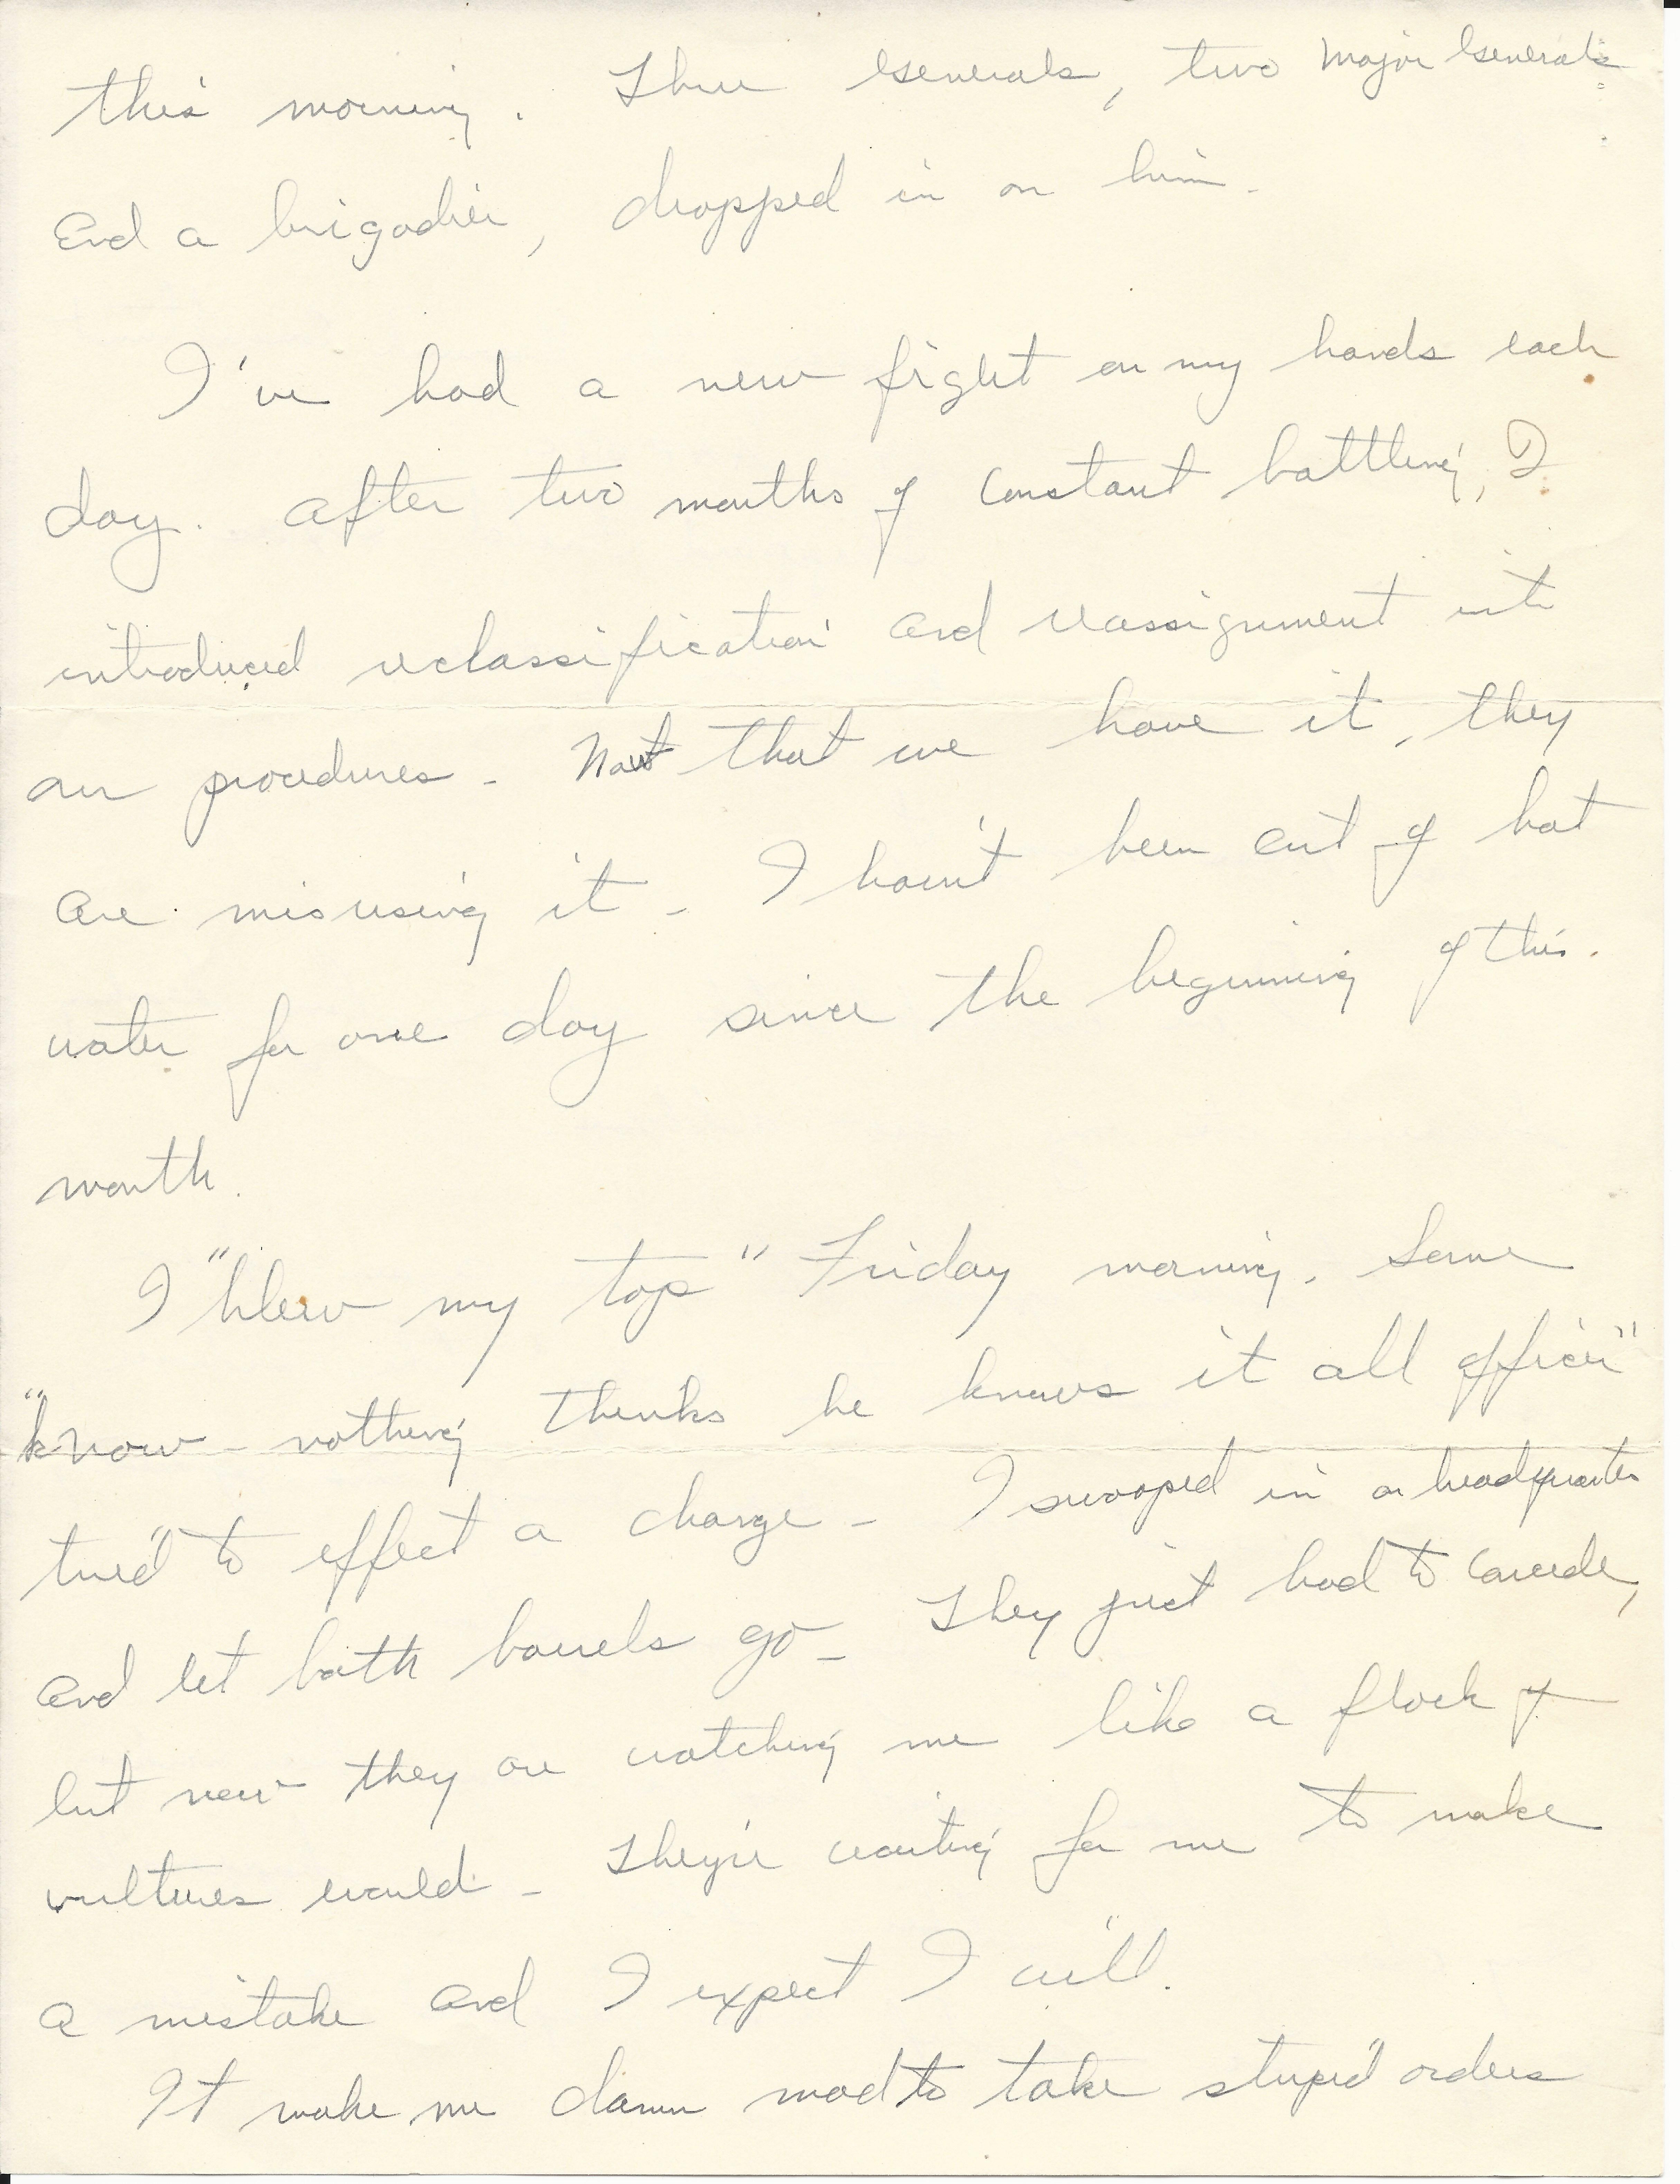 this morning. Three Generals, two Major Generals
and a brigadier, dropped in on him.
I've had a new fight on my hands each
day. After two months of constant battling, I
introduced reclassification and reassignment into
our procedures - Now that we have it, they
are misusing it - I haven't been out of hot
water for one day since the beginning of this
month.
I "blew my top" Friday morning. Some
"know-nothing thinks he knows it all officer"
tried to effect a change - I swooped in on headquarters
and let both barrels go - They just had to concede,
but now they are watching me like a flock of
vultures would - They're waiting for me to make
a mistake and I expect I will.
It make me damn mad to take stupid orders